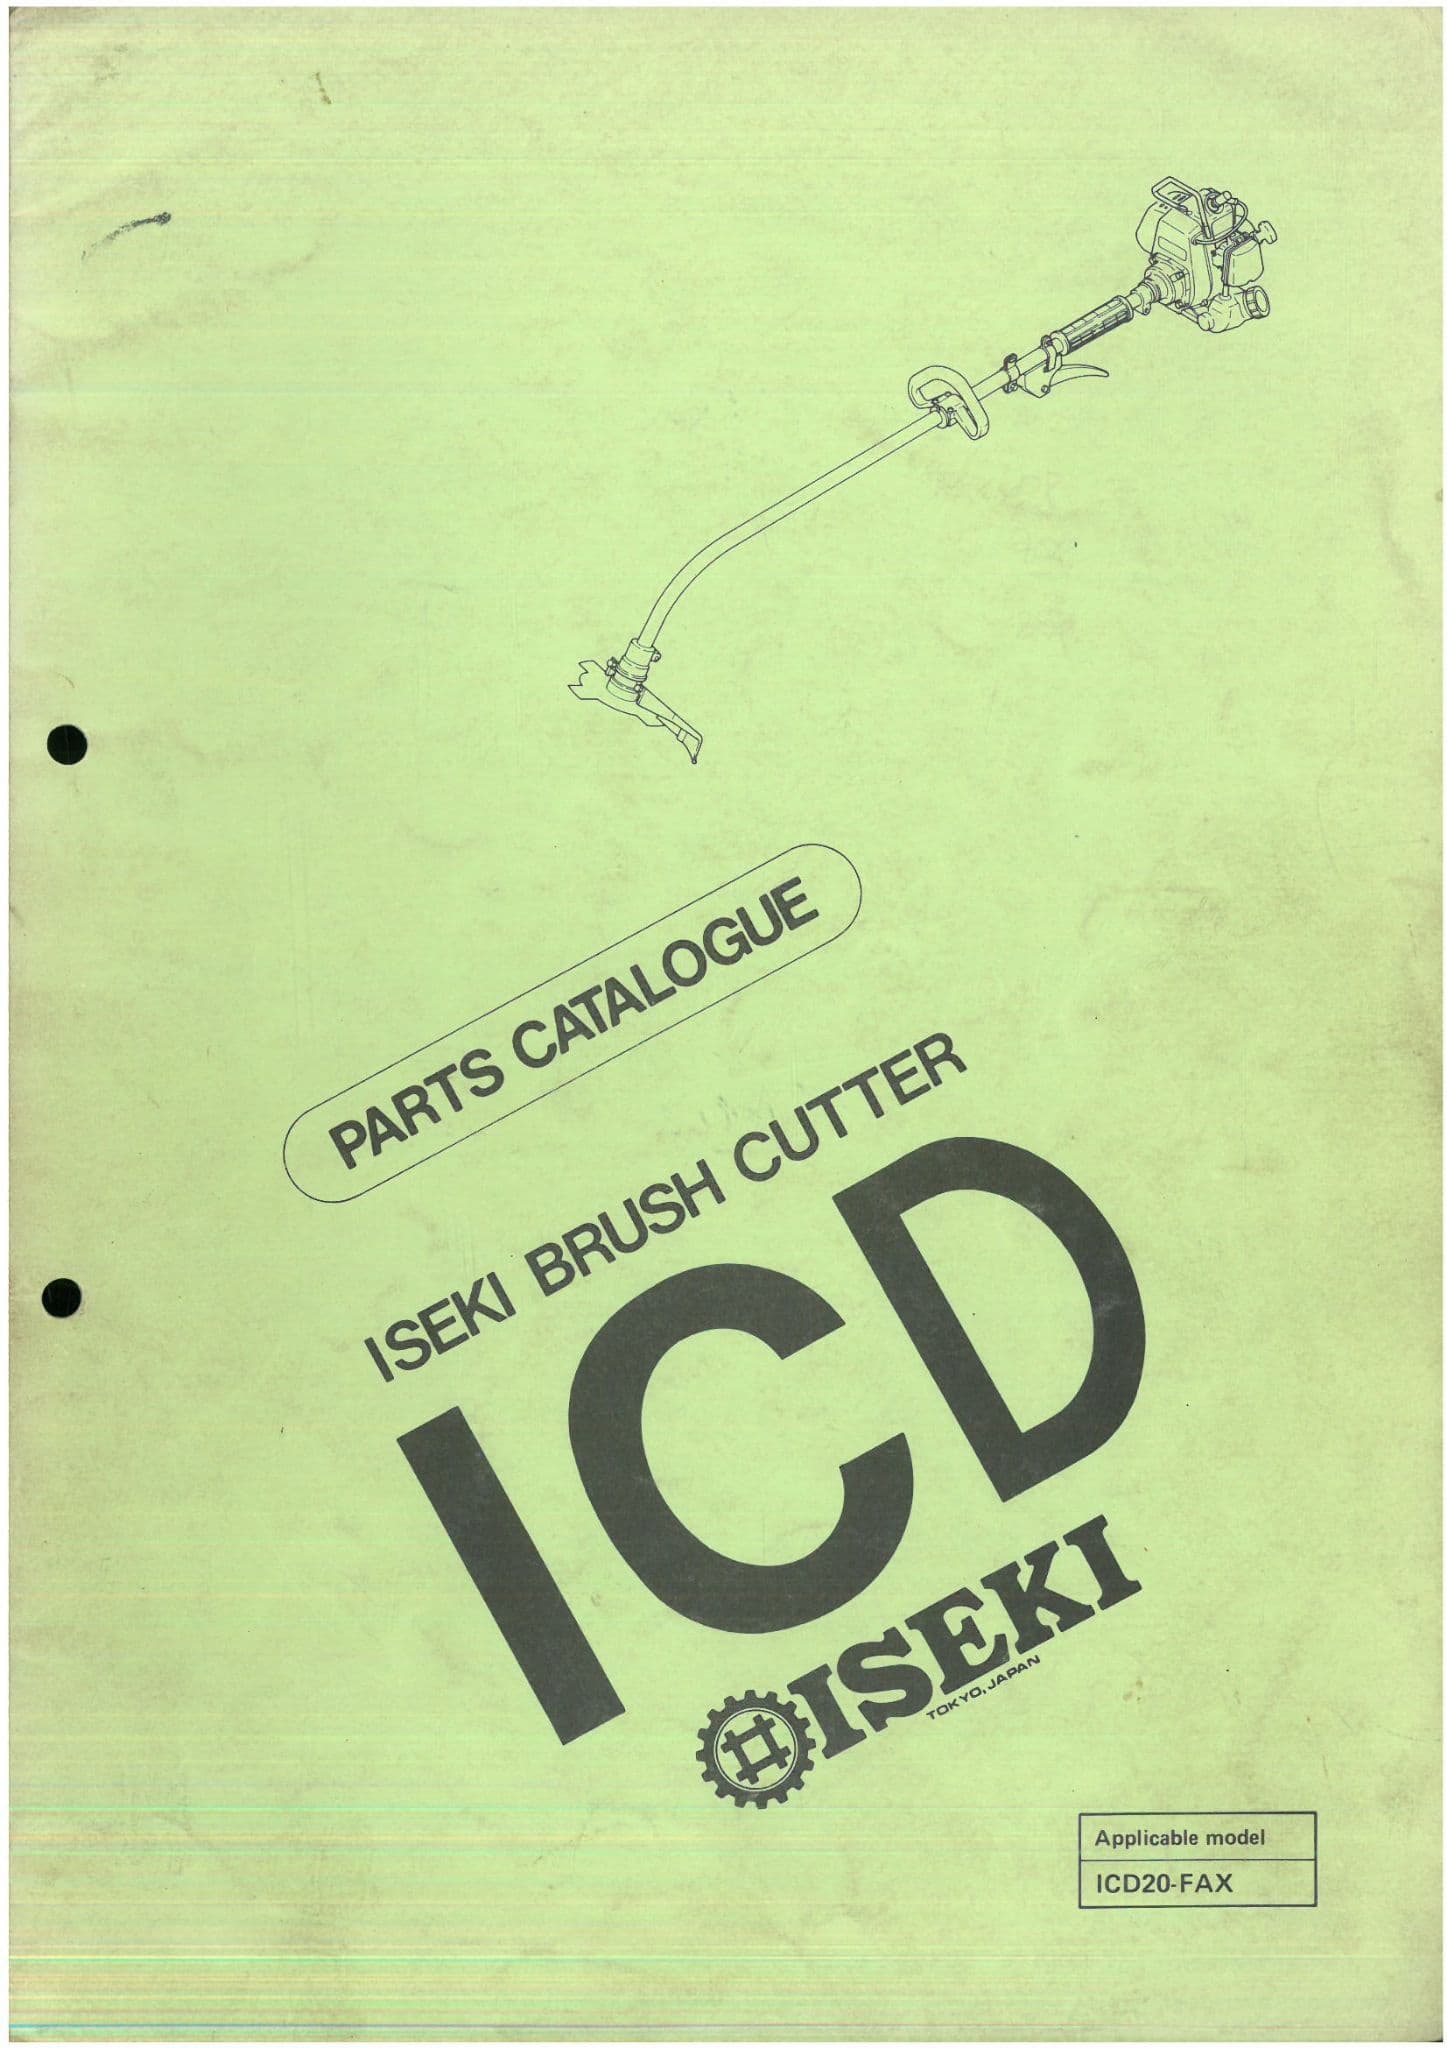 PARTS CATALOGUE
ISEKI BRUSH CUTTER
ICD
ISEKI
TOKYO, JAPAN
Applicable model
ICD20-FAX